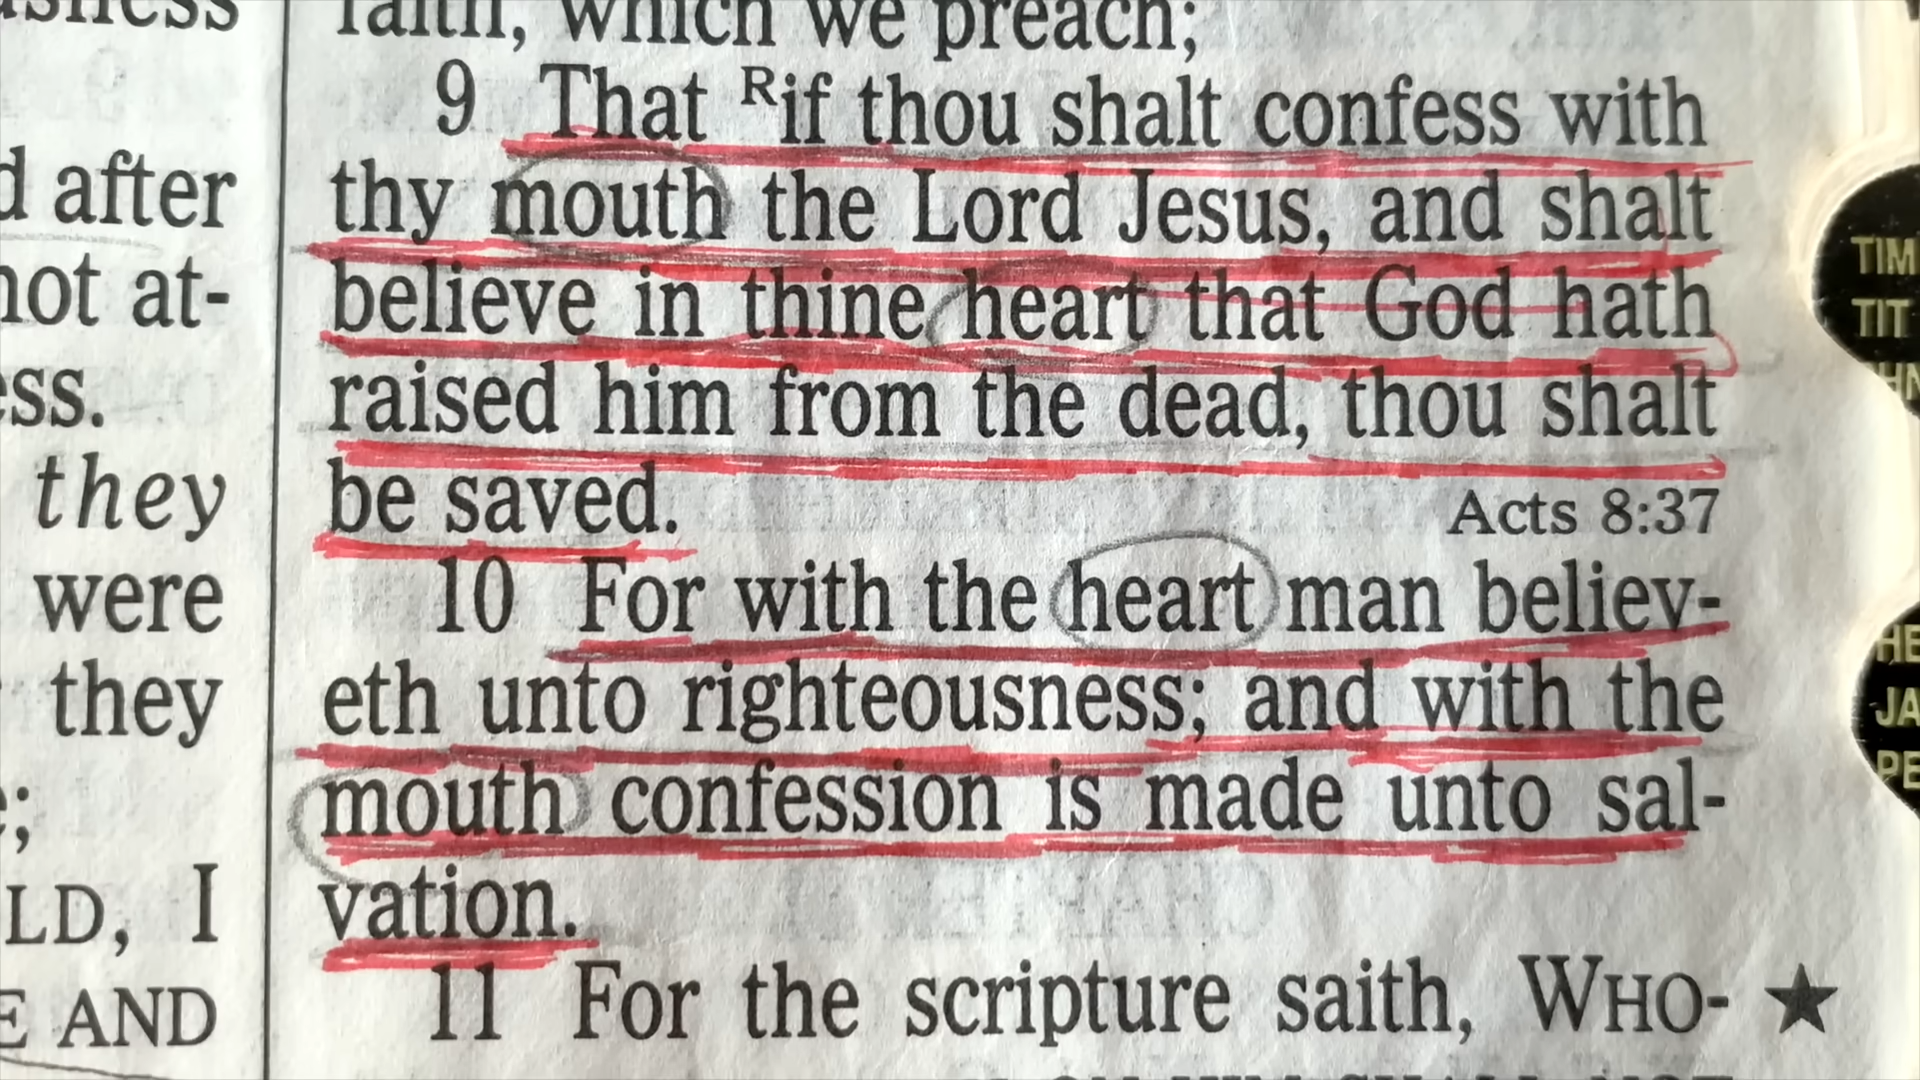 faith, which we preach;
9 That ᴿif thou shalt confess with
thy mouth the Lord Jesus, and shalt
believe in thine heart that God hath
raised him from the dead, thou shalt
be saved. Acts 8:37
10 For with the heart man believ-
eth unto righteousness; and with the
mouth confession is made unto sal-
vation.
11 For the scripture saith, WHO- ★
after
not at-
they
were
they
I
AND
TIM
TIT
HE
JA
PE